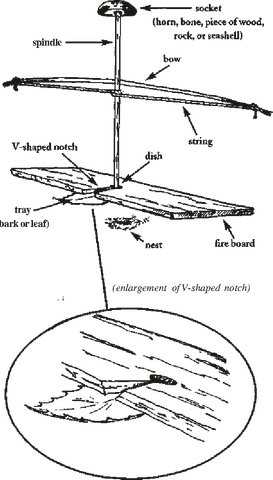 socket
(horn, bone, piece of wood,
rock, or seashell)
spindle
bow
string
V-shaped notch
dish
tray
bark or leaf)
nest
fire board
(enlargement of V-shaped notch)